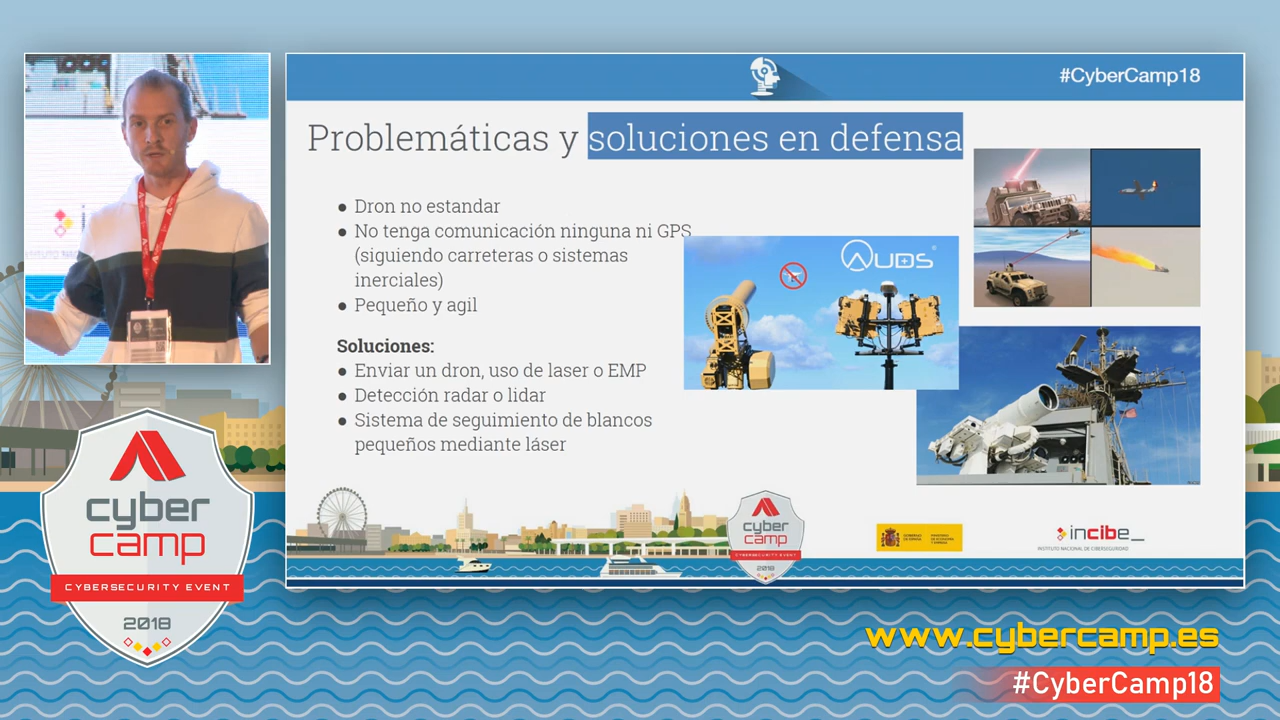 #CyberCamp18
Problemáticas y soluciones en defensa
● Dron no estandar
● No tenga comunicación ninguna ni GPS
(siguiendo carreteras o sistemas
inerciales)
● Pequeño y agil
Soluciones:
● Enviar un dron, uso de laser o EMP
● Detección radar o lidar
● Sistema de seguimiento de blancos
pequeños mediante láser
AUDS
cyber
camp
CYBERSECURITY EVENT
2018
incibe_
INSTITUTO NACIONAL DE CIBERSEGURIDAD
cyber
camp
CYBERSECURITY EVENT
2018
www.cybercamp.es
#CyberCamp18